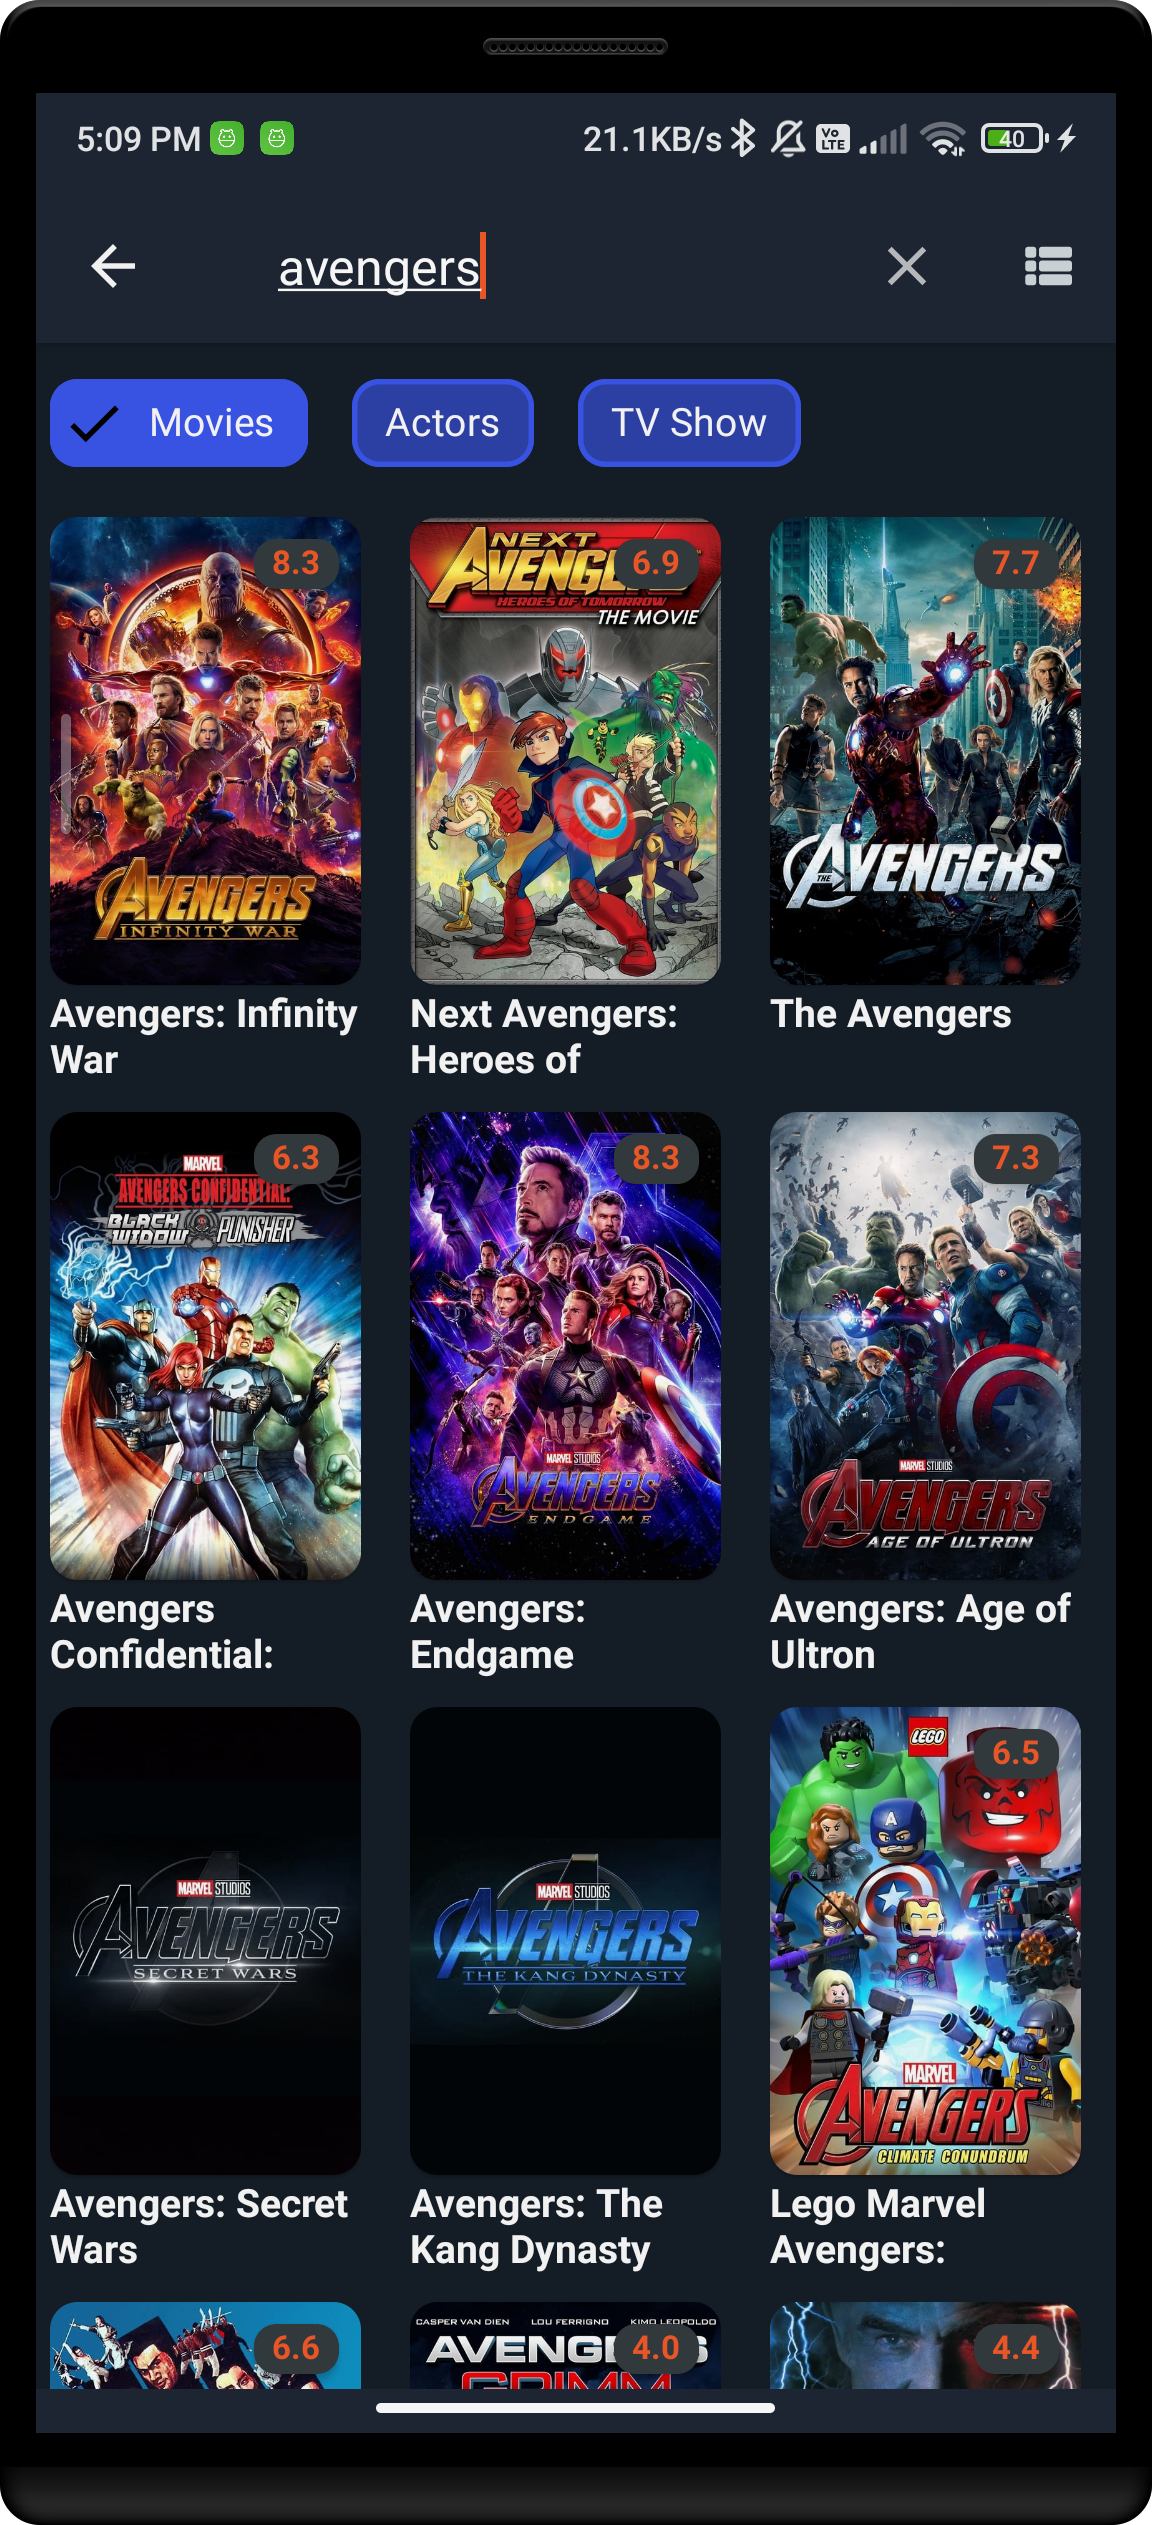 5:09 PM 21.1KB/s Vo LTE 40
avengers
Movies Actors TV Show
8.3
AVENGERS
INFINITY WAR
Avengers: Infinity
War
6.9
NEXT
HEROES OF TOMORROW
THE MOVIE
Next Avengers:
Heroes of
7.7
THE AVENGERS
The Avengers
6.3
MARVEL
AVENGERS CONFIDENTIAL:
BLACK WIDOW PUNISHER
Avengers
Confidential:
8.3
MARVEL STUDIOS
AVENGERS
ENDGAME
Avengers:
Endgame
7.3
MARVEL STUDIOS
AVENGERS
AGE OF ULTRON
Avengers: Age of
Ultron
MARVEL STUDIOS
AVENGERS
SECRET WARS
Avengers: Secret
Wars
MARVEL STUDIOS
AVENGERS
THE KANG DYNASTY
Avengers: The
Kang Dynasty
LEGO
6.5
A
MARVEL
AVENGERS
CLIMATE CONUNDRUM
Lego Marvel
Avengers:
6.6
CASPER VAN DIEN LOU FERRIGNO KIMO LEOPOLDO
4.0
GRIMM
4.4